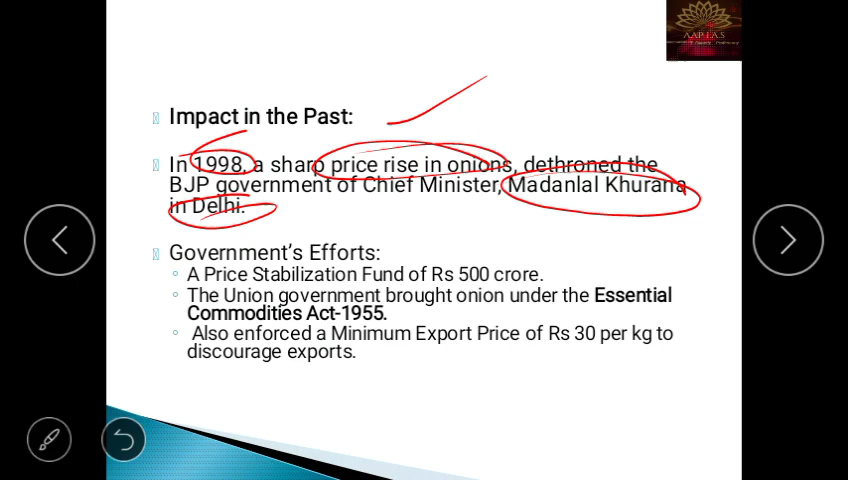 AAP I.A.S
Impact in the Past:
In 1998, a sharp price rise in onions, dethroned the
BJP government of Chief Minister, Madanlal Khurana
in Delhi.
Government's Efforts:
A Price Stabilization Fund of Rs 500 crore.
The Union government brought onion under the Essential
Commodities Act-1955.
Also enforced a Minimum Export Price of Rs 30 per kg to
discourage exports.